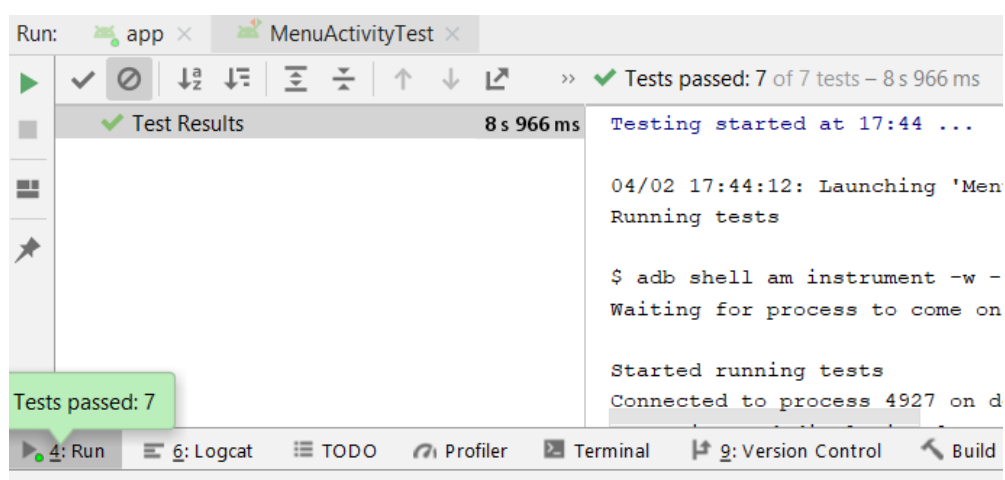 Run: app × MenuActivityTest ×
» Tests passed: 7 of 7 tests – 8 s 966 ms
Test Results 8 s 966 ms
Testing started at 17:44 ...
04/02 17:44:12: Launching 'Men
Running tests
$ adb shell am instrument -w -
Waiting for process to come on
Started running tests
Connected to process 4927 on d
Tests passed: 7
4: Run 6: Logcat TODO Profiler Terminal 9: Version Control Build